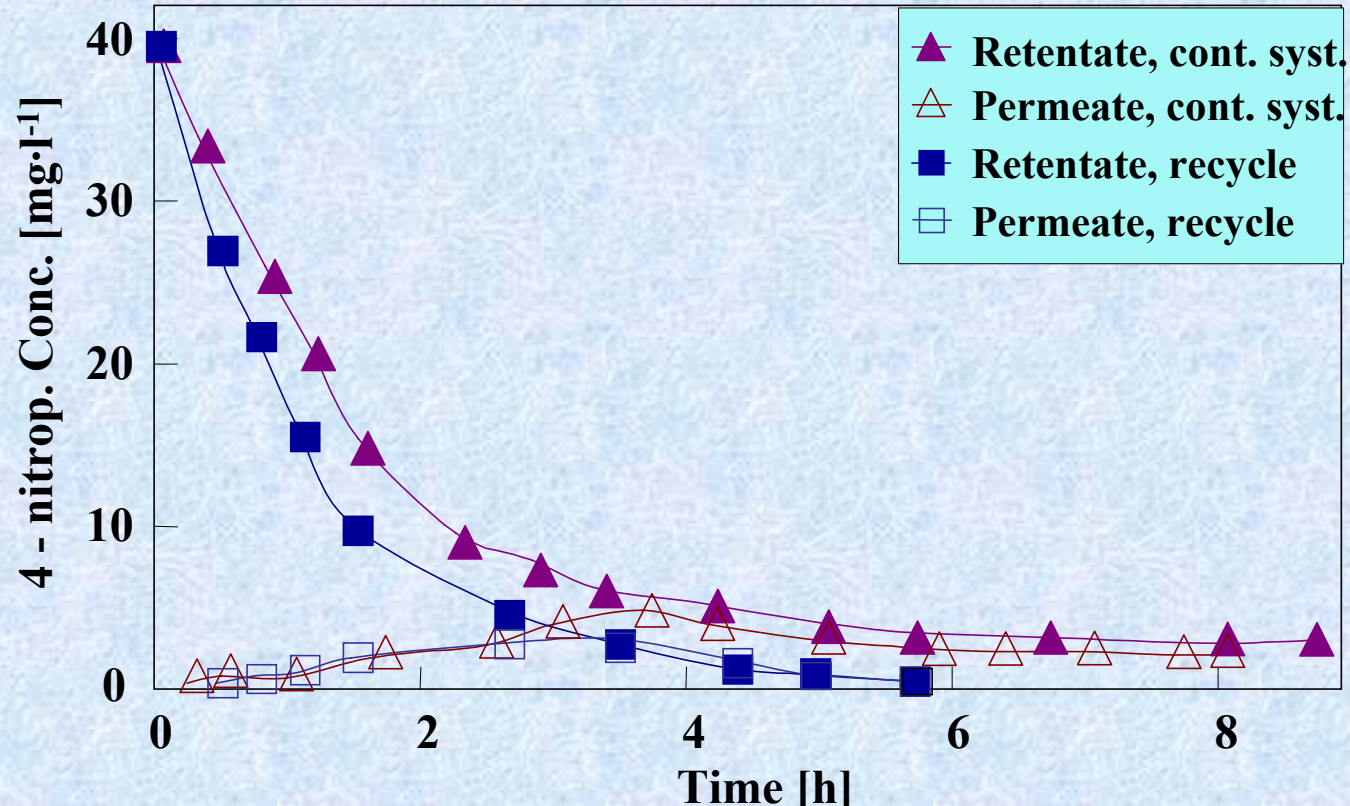 40
30
20
10
0
4 - nitrop. Conc. [mg·l-1]
Retentate, cont. syst.
Permeate, cont. syst.
Retentate, recycle
Permeate, recycle
0 2 4 6 8
Time [h]